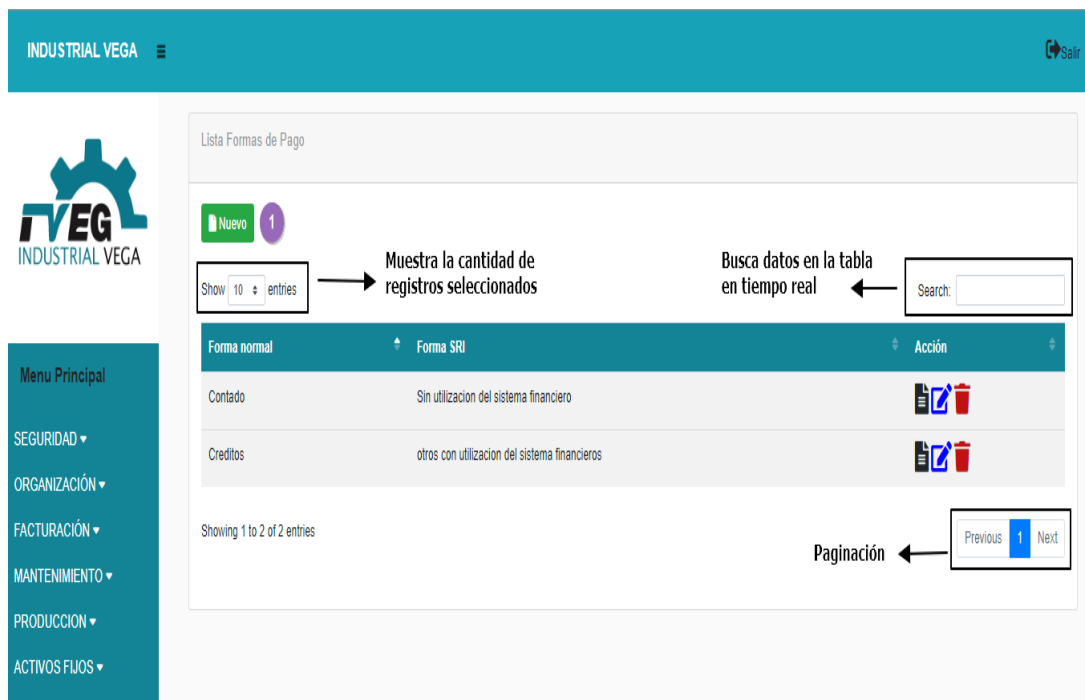 INDUSTRIAL VEGA
Salir
IVEG
INDUSTRIAL VEGA
Lista Formas de Pago
Nuevo 1
Muestra la cantidad de
registros seleccionados
Busca datos en la tabla
en tiempo real
Show 10 entries
Search:
Forma normal Forma SRI Acción
Contado Sin utilizacion del sistema financiero
Creditos otros con utilizacion del sistema financieros
Showing 1 to 2 of 2 entries
Paginación
Previous 1 Next
Menu Principal
SEGURIDAD
ORGANIZACIÓN
FACTURACIÓN
MANTENIMIENTO
PRODUCCION
ACTIVOS FIJOS